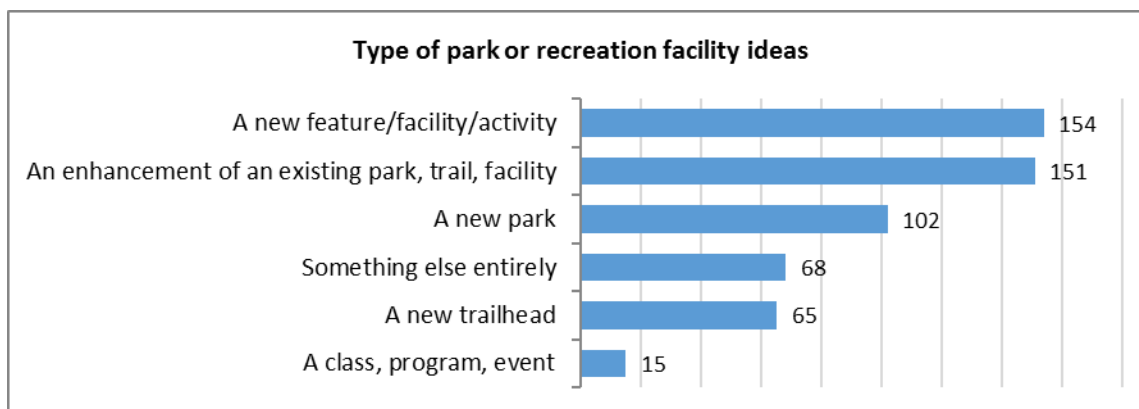 Type of park or recreation facility ideas
A new feature/facility/activity 154
An enhancement of an existing park, trail, facility 151
A new park 102
Something else entirely 68
A new trailhead 65
A class, program, event 15